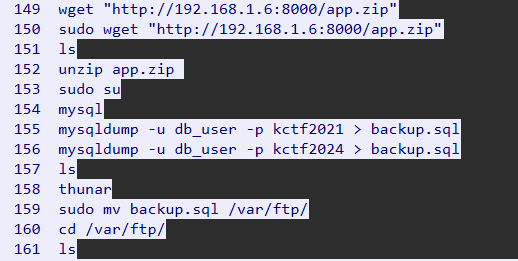 149 wget "http://192.168.1.6:8000/app.zip"
150 sudo wget "http://192.168.1.6:8000/app.zip"
151 ls
152 unzip app.zip
153 sudo su
154 mysql
155 mysqldump -u db_user -p kctf2021 > backup.sql
156 mysqldump -u db_user -p kctf2024 > backup.sql
157 ls
158 thunar
159 sudo mv backup.sql /var/ftp/
160 cd /var/ftp/
161 ls